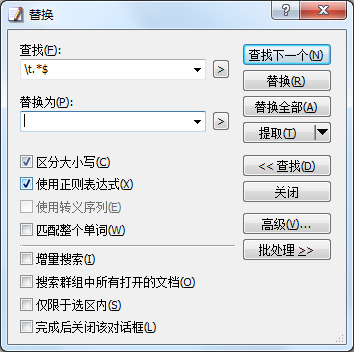 替换
查找(F):
\t.*$
>
查找下一个(N)
替换(R)
替换为(P):
>
替换全部(A)
提取(T)
区分大小写(C)
<< 查找(D)
使用正则表达式(X)
关闭
使用转义序列(E)
匹配整个单词(W)
高级(V)...
批处理 >>
增量搜索(I)
搜索群组中所有打开的文档(O)
仅限于选区内(S)
完成后关闭该对话框(L)